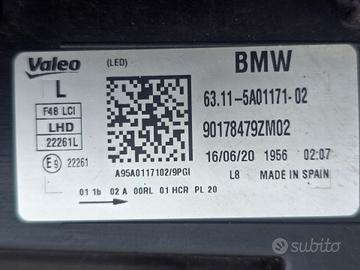 Valeo (LED) BMW
L
F48 LCI
LHD
22261L
E9 22261
63.11-5A01171-02
90178479ZM02
16/06/20 1956 02:07
A95A0117102/9PGI L8 MADE IN SPAIN
01 1b 02 A 00RL 01 HCR PL 20
subito